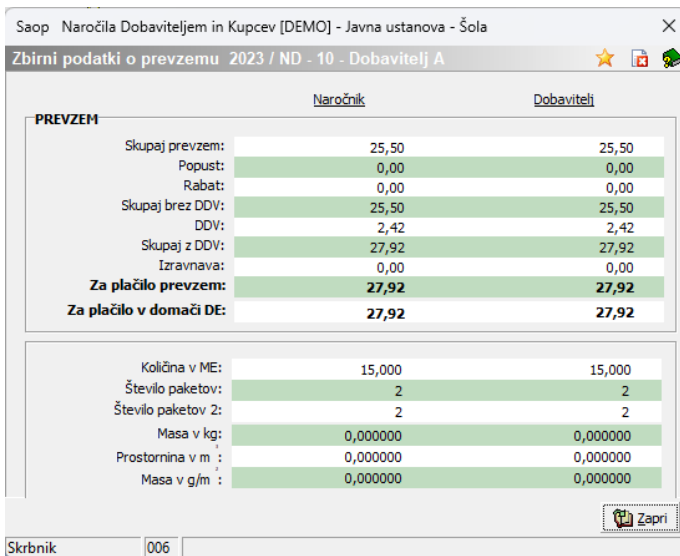 Saop Naročila Dobaviteljem in Kupcev [DEMO] - Javna ustanova - Šola
Zbirni podatki o prevzemu 2023 / ND - 10 - Dobavitelj A
Naročnik Dobavitelj
PREVZEM
Skupaj prevzem: 25,50 25,50
Popust: 0,00 0,00
Rabat: 0,00 0,00
Skupaj brez DDV: 25,50 25,50
DDV: 2,42 2,42
Skupaj z DDV: 27,92 27,92
Izravnava: 0,00 0,00
Za plačilo prevzem: 27,92 27,92
Za plačilo v domači DE: 27,92 27,92
Količina v ME: 15,000 15,000
Število paketov: 2 2
Število paketov 2: 2 2
Masa v kg: 0,000000 0,000000
Prostornina v m³: 0,000000 0,000000
Masa v g/m²: 0,000000 0,000000
Zapri
Skrbnik 006